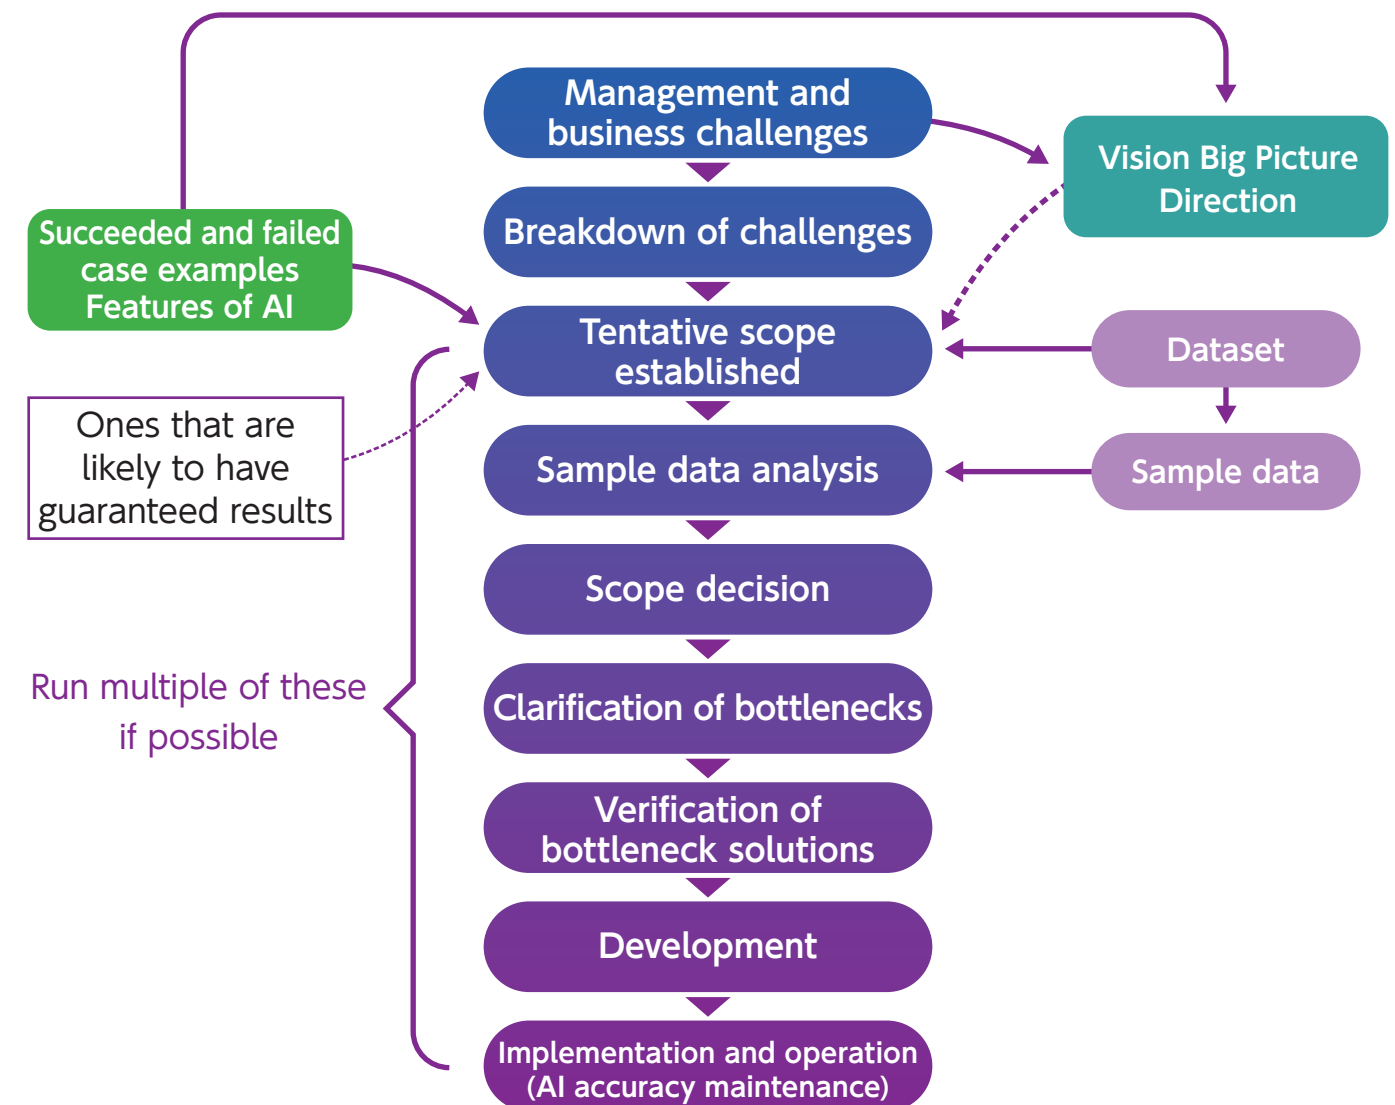 Management and
business challenges
Vision Big Picture
Direction
Breakdown of challenges
Succeeded and failed
case examples
Features of AI
Tentative scope
established
Dataset
Ones that are
likely to have
guaranteed results
Sample data analysis
Sample data
Scope decision
Run multiple of these
if possible
Clarification of bottlenecks
Verification of
bottleneck solutions
Development
Implementation and operation
(AI accuracy maintenance)